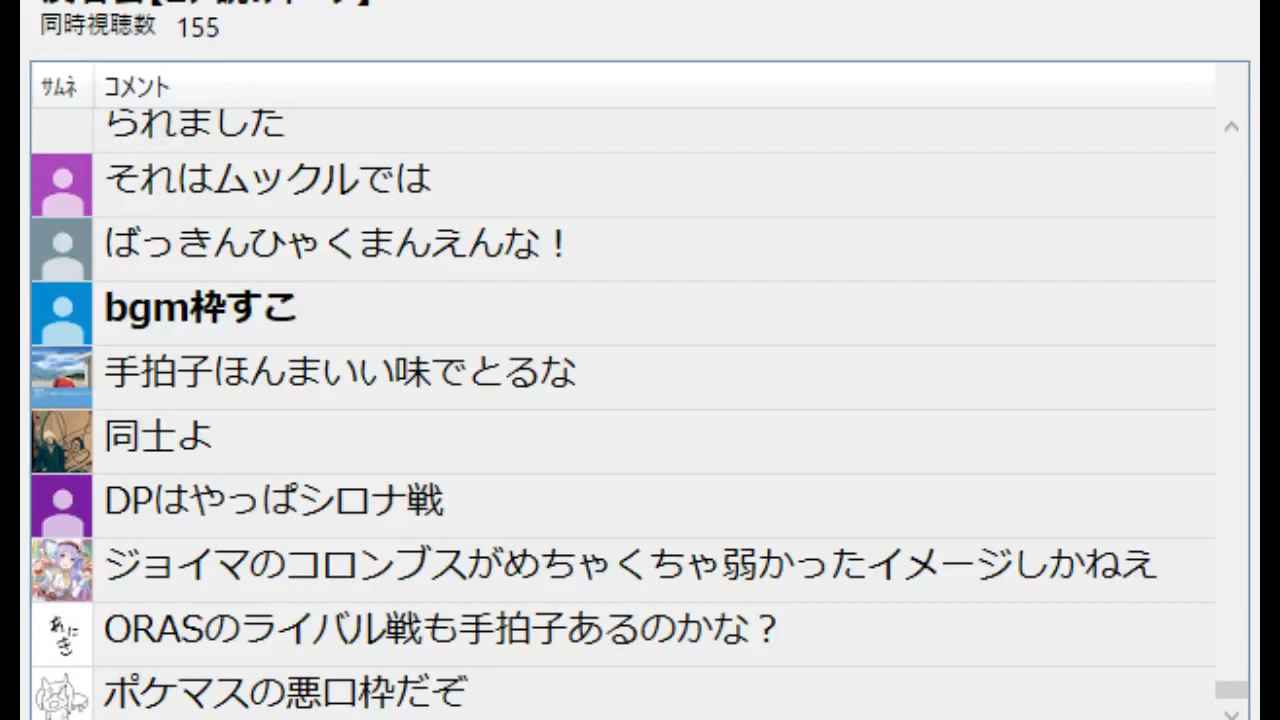 同時視聴数 155
ｻﾑﾈ コメント
られました
それはムックルでは
ばっきんひゃくまんえんな！
bgm枠すこ
手拍子ほんまいい味でとるな
同士よ
DPはやっぱシロナ戦
ジョイマのコロンブスがめちゃくちゃ弱かったイメージしかねえ
あにき
ORASのライバル戦も手拍子あるのかな？
ポケマスの悪口枠だぞ